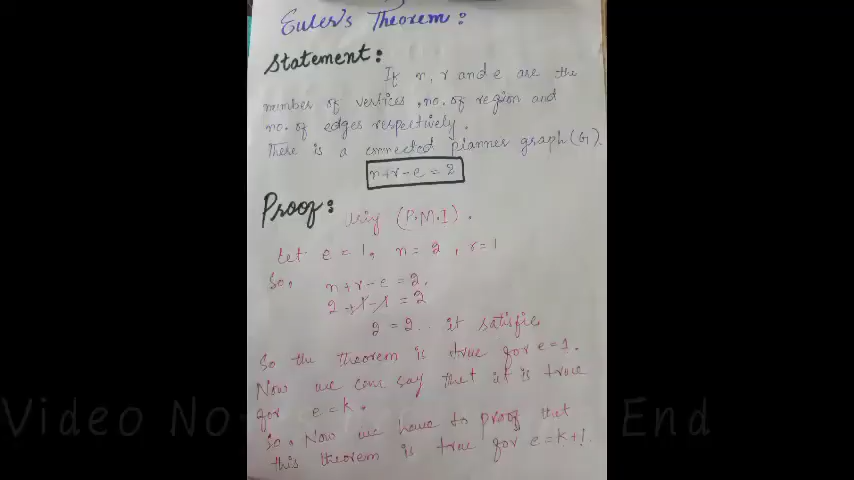 Euler's Theorem:
Statement:
If n, r and e are the
number of vertices, no. of region and
no. of edges respectively.
There is a connected planner graph (G).
n+r-e = 2
Proof: Using (P.M.I).
Let e = 1, n = 2, r = 1
So, n+r-e = 2,
2+1-1 = 2
2 = 2 .. it satisfie
So the theorem is true for e=1.
Now we can say that it is true
for e = k.
So, Now we have to proof that
this theorem is true for e = k+1.
Video No End